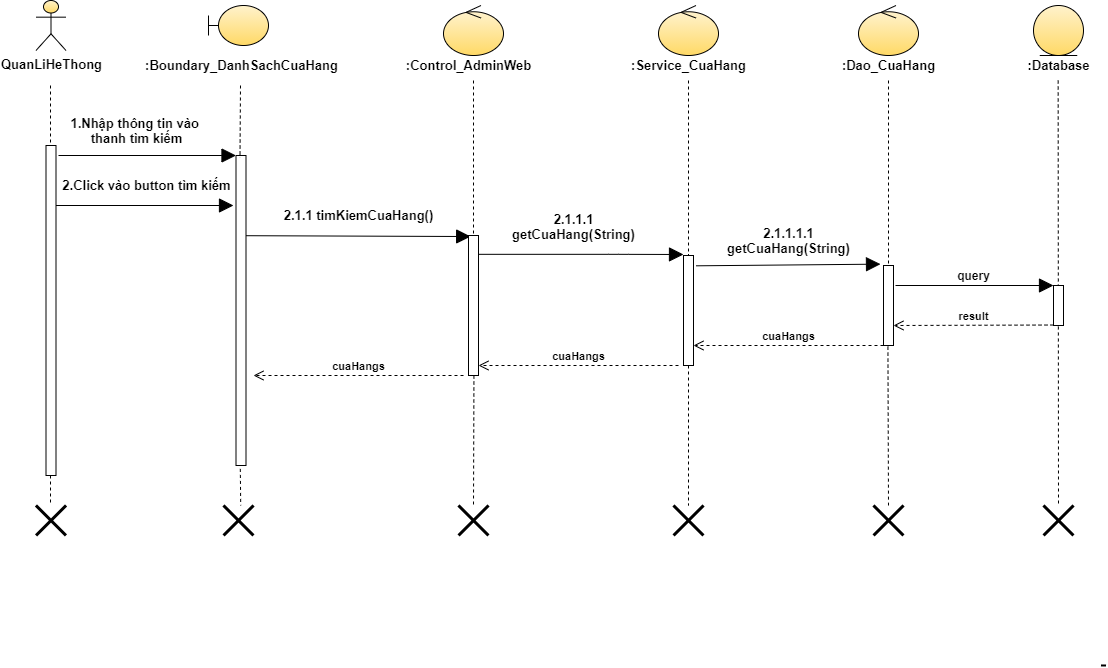 QuanLiHeThong
:Boundary_DanhSachCuaHang
:Control_AdminWeb
:Service_CuaHang
:Dao_CuaHang
:Database
1.Nhập thông tin vào
thanh tìm kiếm
2.Click vào button tìm kiếm
2.1.1 timKiemCuaHang()
2.1.1.1
getCuaHang(String)
2.1.1.1.1
getCuaHang(String)
query
result
cuaHangs
cuaHangs
cuaHangs